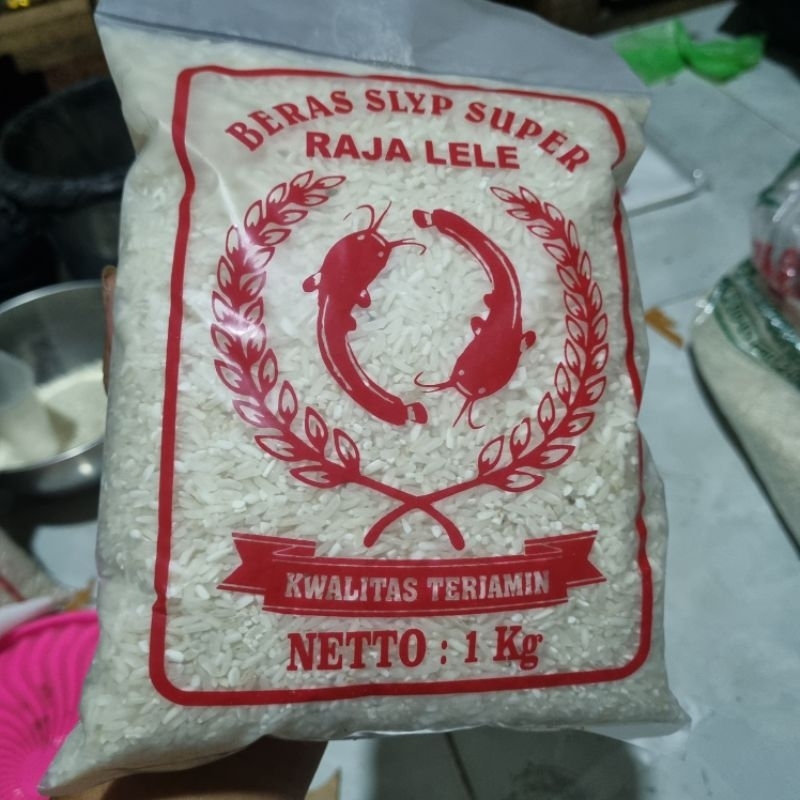 BERAS SLYP SUPER
RAJA LELE
KWALITAS TERJAMIN
NETTO : 1 Kg